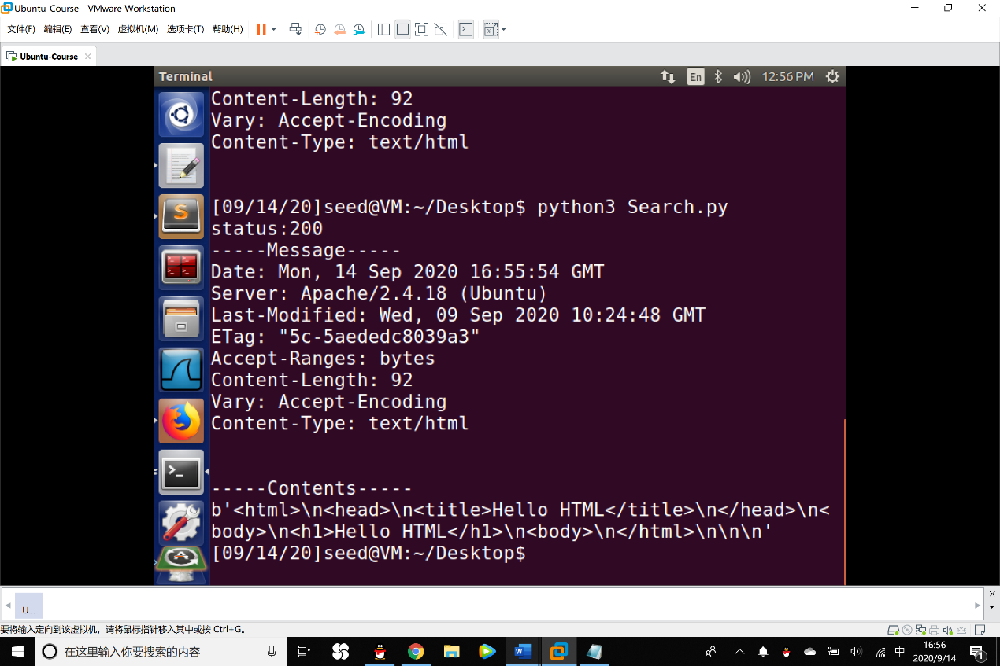 Ubuntu-Course - VMware Workstation
文件(F) 编辑(E) 查看(V) 虚拟机(M) 选项卡(T) 帮助(H)
Ubuntu-Course
Terminal En 12:56 PM
Content-Length: 92
Vary: Accept-Encoding
Content-Type: text/html
[09/14/20]seed@VM:~/Desktop$ python3 Search.py
status:200
-----Message-----
Date: Mon, 14 Sep 2020 16:55:54 GMT
Server: Apache/2.4.18 (Ubuntu)
Last-Modified: Wed, 09 Sep 2020 10:24:48 GMT
ETag: "5c-5aededc8039a3"
Accept-Ranges: bytes
Content-Length: 92
Vary: Accept-Encoding
Content-Type: text/html
-----Contents-----
b'<html>\n<head>\n<title>Hello HTML</title>\n</head>\n<
body>\n<h1>Hello HTML</h1>\n<body>\n</html>\n\n\n'
[09/14/20]seed@VM:~/Desktop$
U...
要将输入定向到该虚拟机，请将鼠标指针移入其中或按 Ctrl+G。
在这里输入你要搜索的内容
中
16:56
2020/9/14
1